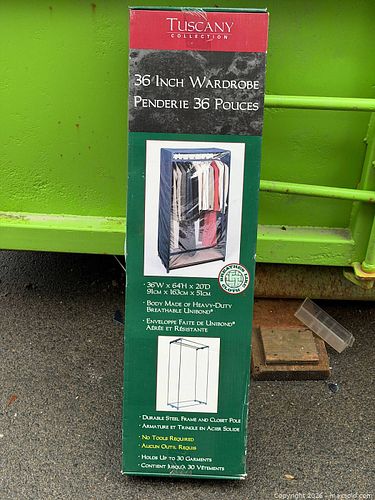 TUSCANY
COLLECTION
36 INCH WARDROBE
PENDERIE 36 POUCES
· 36"W x 64"H x 20"D
91CM x 163CM x 51CM
· BODY MADE OF HEAVY-DUTY
BREATHABLE UNIBOND®
· ENVELOPPE FAITE DE UNIBOND®
AÉRÉE ET RÉSISTANTE
· DURABLE STEEL FRAME AND CLOSET POLE
· ARMATURE ET TRINGLE EN ACIER SOLIDE
· NO TOOLS REQUIRED
· AUCUN OUTIL REQUIS
· HOLDS UP TO 30 GARMENTS
· CONTIENT JUSQU'À 30 VÊTEMENTS
Copyright 2026 - maxsold.com